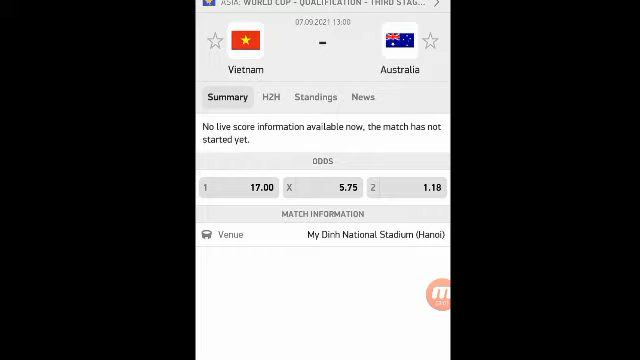 ASIA: WORLD CUP - QUALIFICATION - THIRD STAG...
07.09.2021 13:00
-
Vietnam
Australia
Summary H2H Standings News
No live score information available now, the match has not
started yet.
ODDS
1 17.00 X 5.75 2 1.18
MATCH INFORMATION
Venue My Dinh National Stadium (Hanoi)